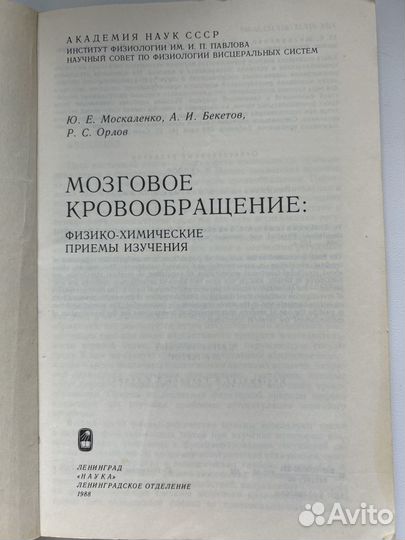 АКАДЕМИЯ НАУК СССР
ИНСТИТУТ ФИЗИОЛОГИИ ИМ. И. П. ПАВЛОВА
НАУЧНЫЙ СОВЕТ ПО ФИЗИОЛОГИИ ВИСЦЕРАЛЬНЫХ СИСТЕМ
Ю. Е. Москаленко, А. И. Бекетов,
Р. С. Орлов
МОЗГОВОЕ
КРОВООБРАЩЕНИЕ:
ФИЗИКО-ХИМИЧЕСКИЕ
ПРИЕМЫ ИЗУЧЕНИЯ
ЛЕНИНГРАД
«НАУКА»
ЛЕНИНГРАДСКОЕ ОТДЕЛЕНИЕ
1988
Avito